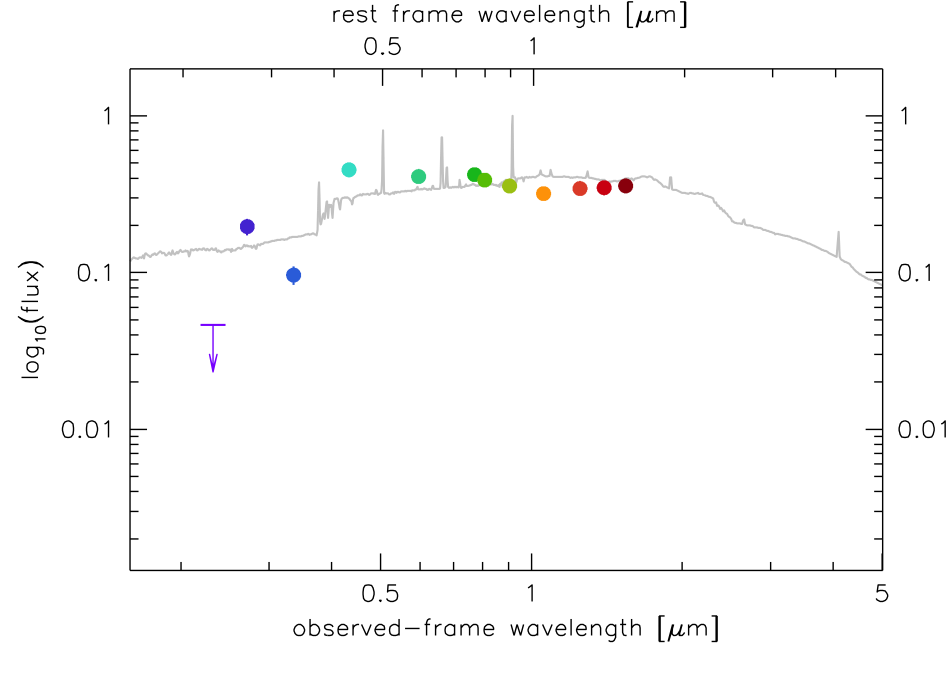 rest frame wavelength [μm]
0.5 1
1 1
0.1 0.1
0.01 0.01
log10(flux)
0.5 1 5
observed-frame wavelength [μm]